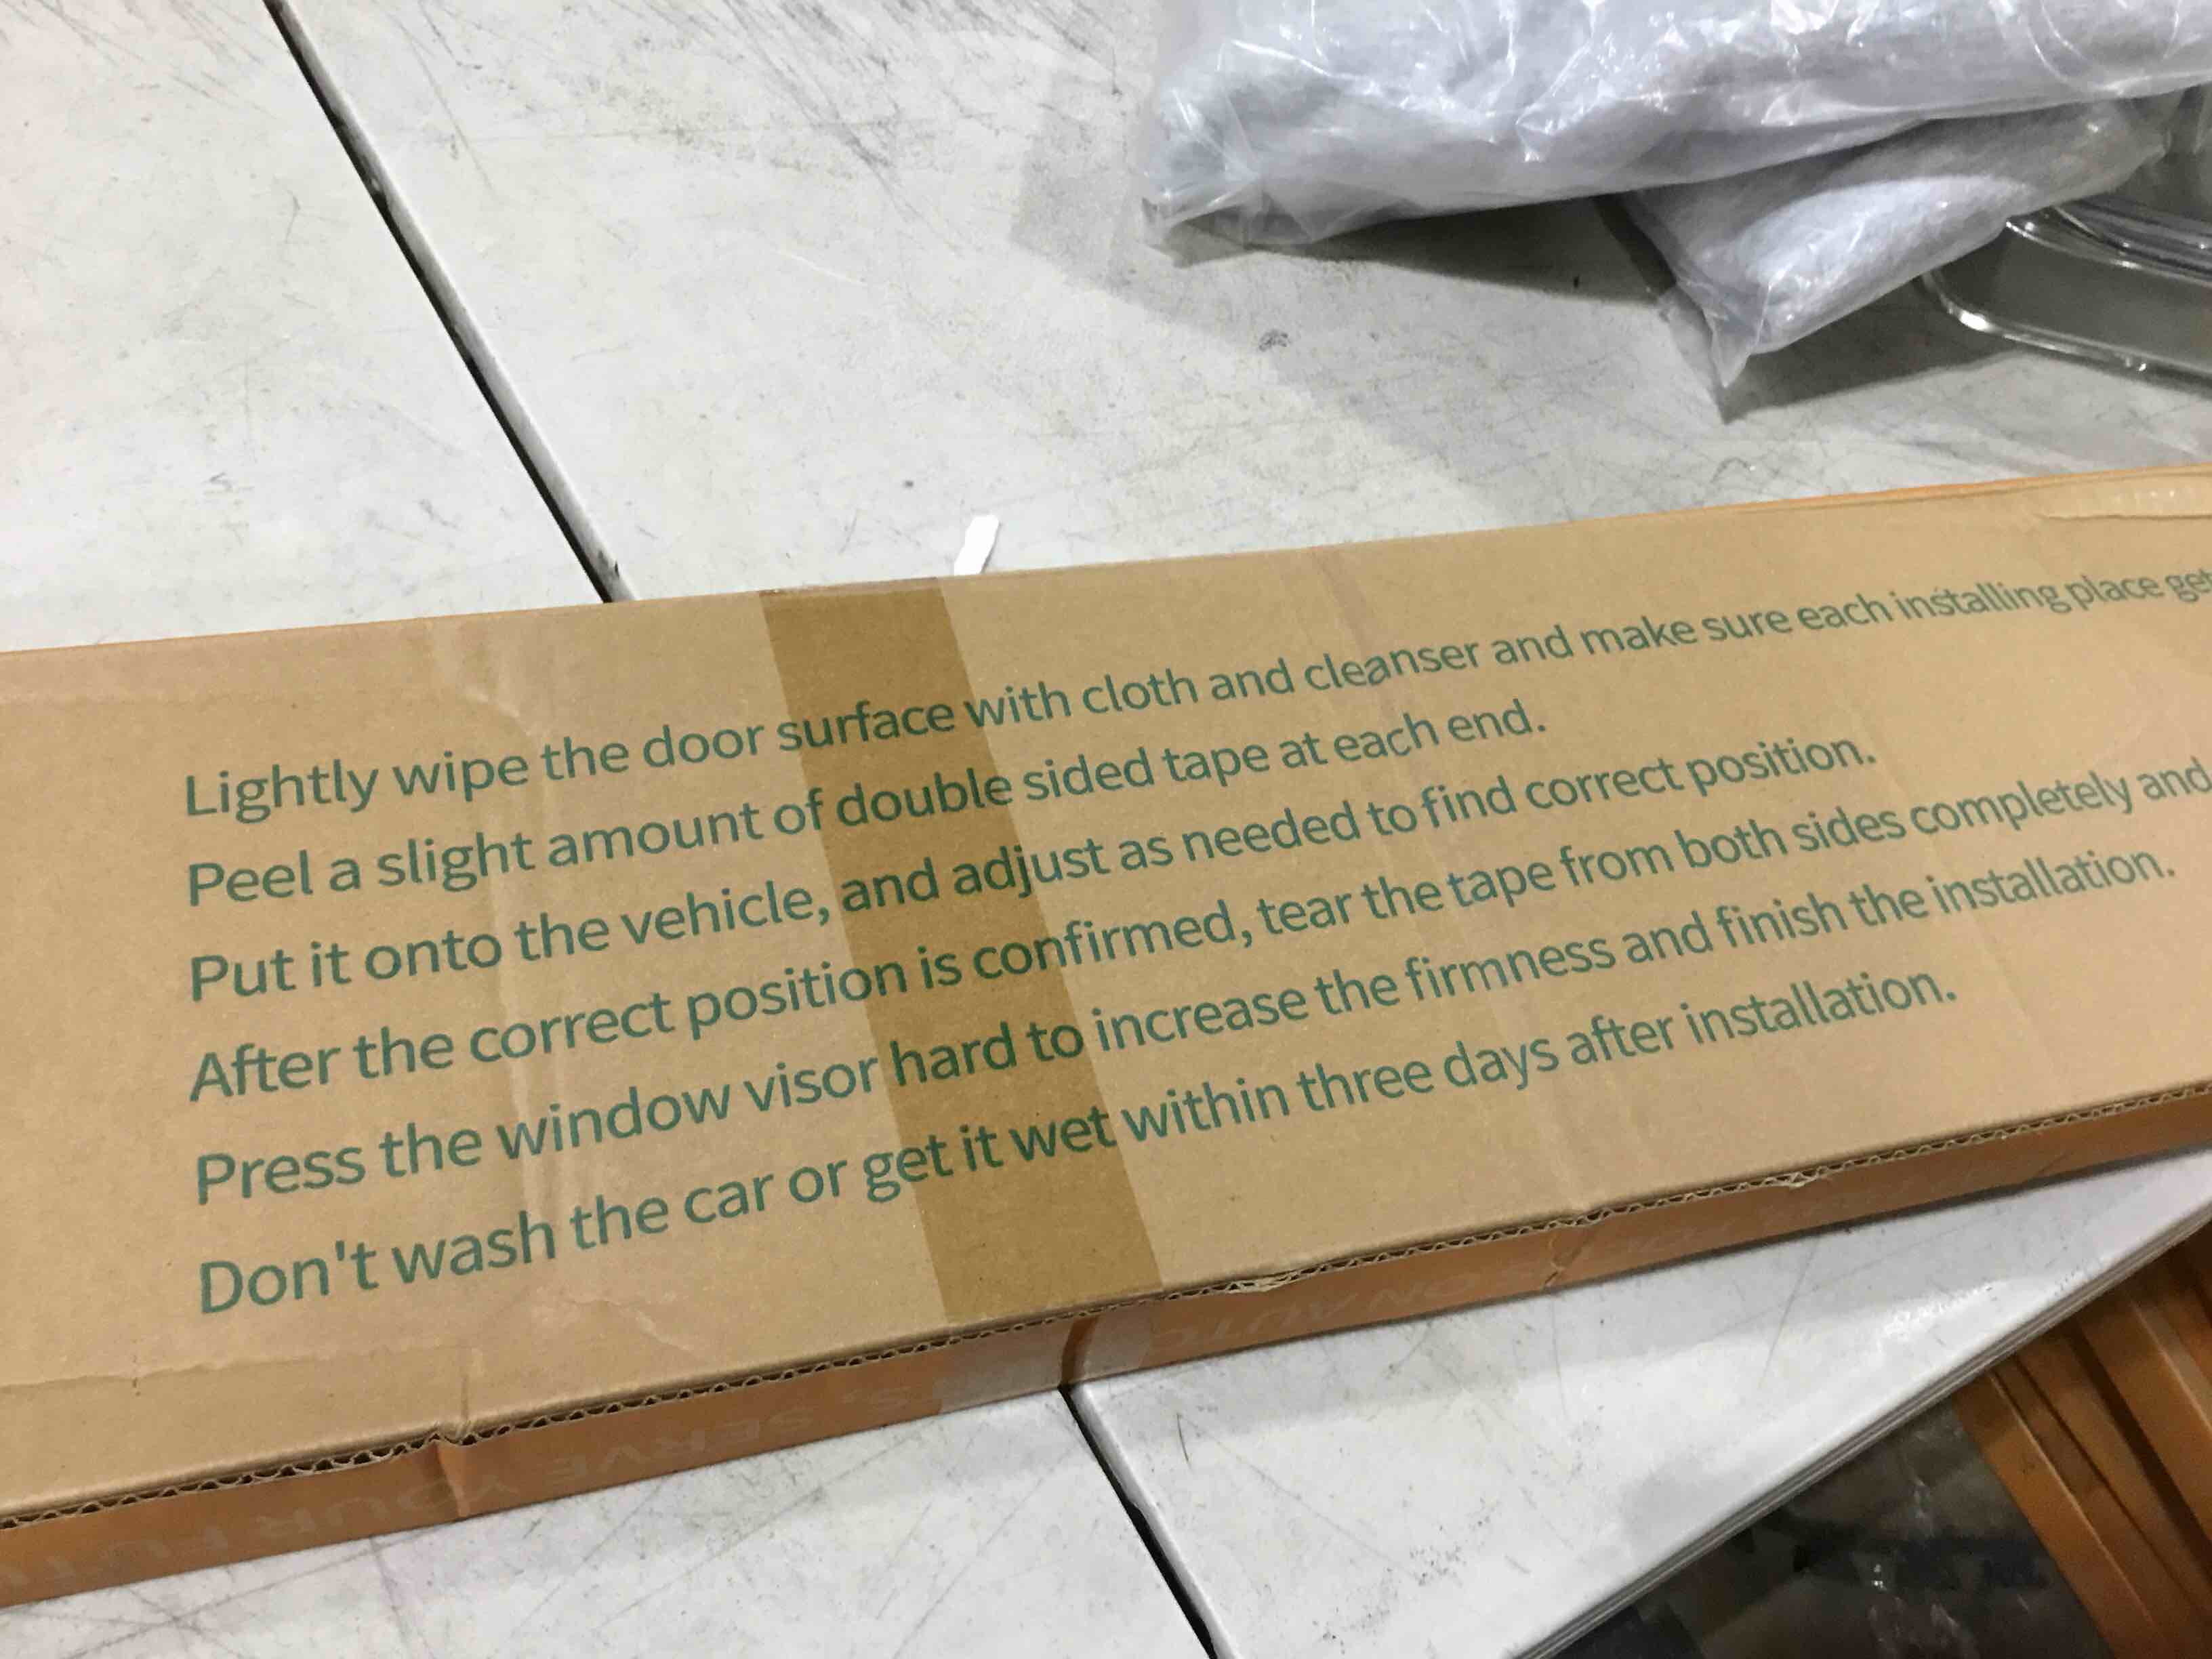 Lightly wipe the door surface with cloth and cleanser and make sure each installing place get
Peel a slight amount of double sided tape at each end.
Put it onto the vehicle, and adjust as needed to find correct position.
After the correct position is confirmed, tear the tape from both sides completely and
Press the window visor hard to increase the firmness and finish the installation.
Don't wash the car or get it wet within three days after installation.
SERVE YOUR